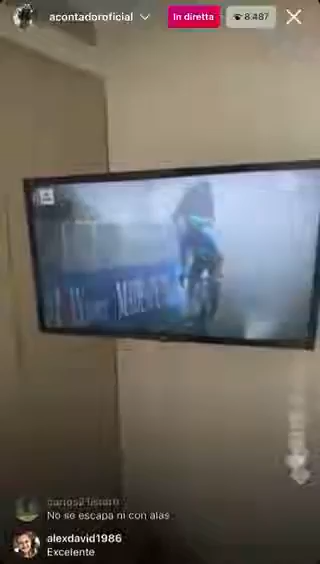 acontadoroficial
In diretta
8.487
No se escapa ni con alas
alexdavid1986
Excelente